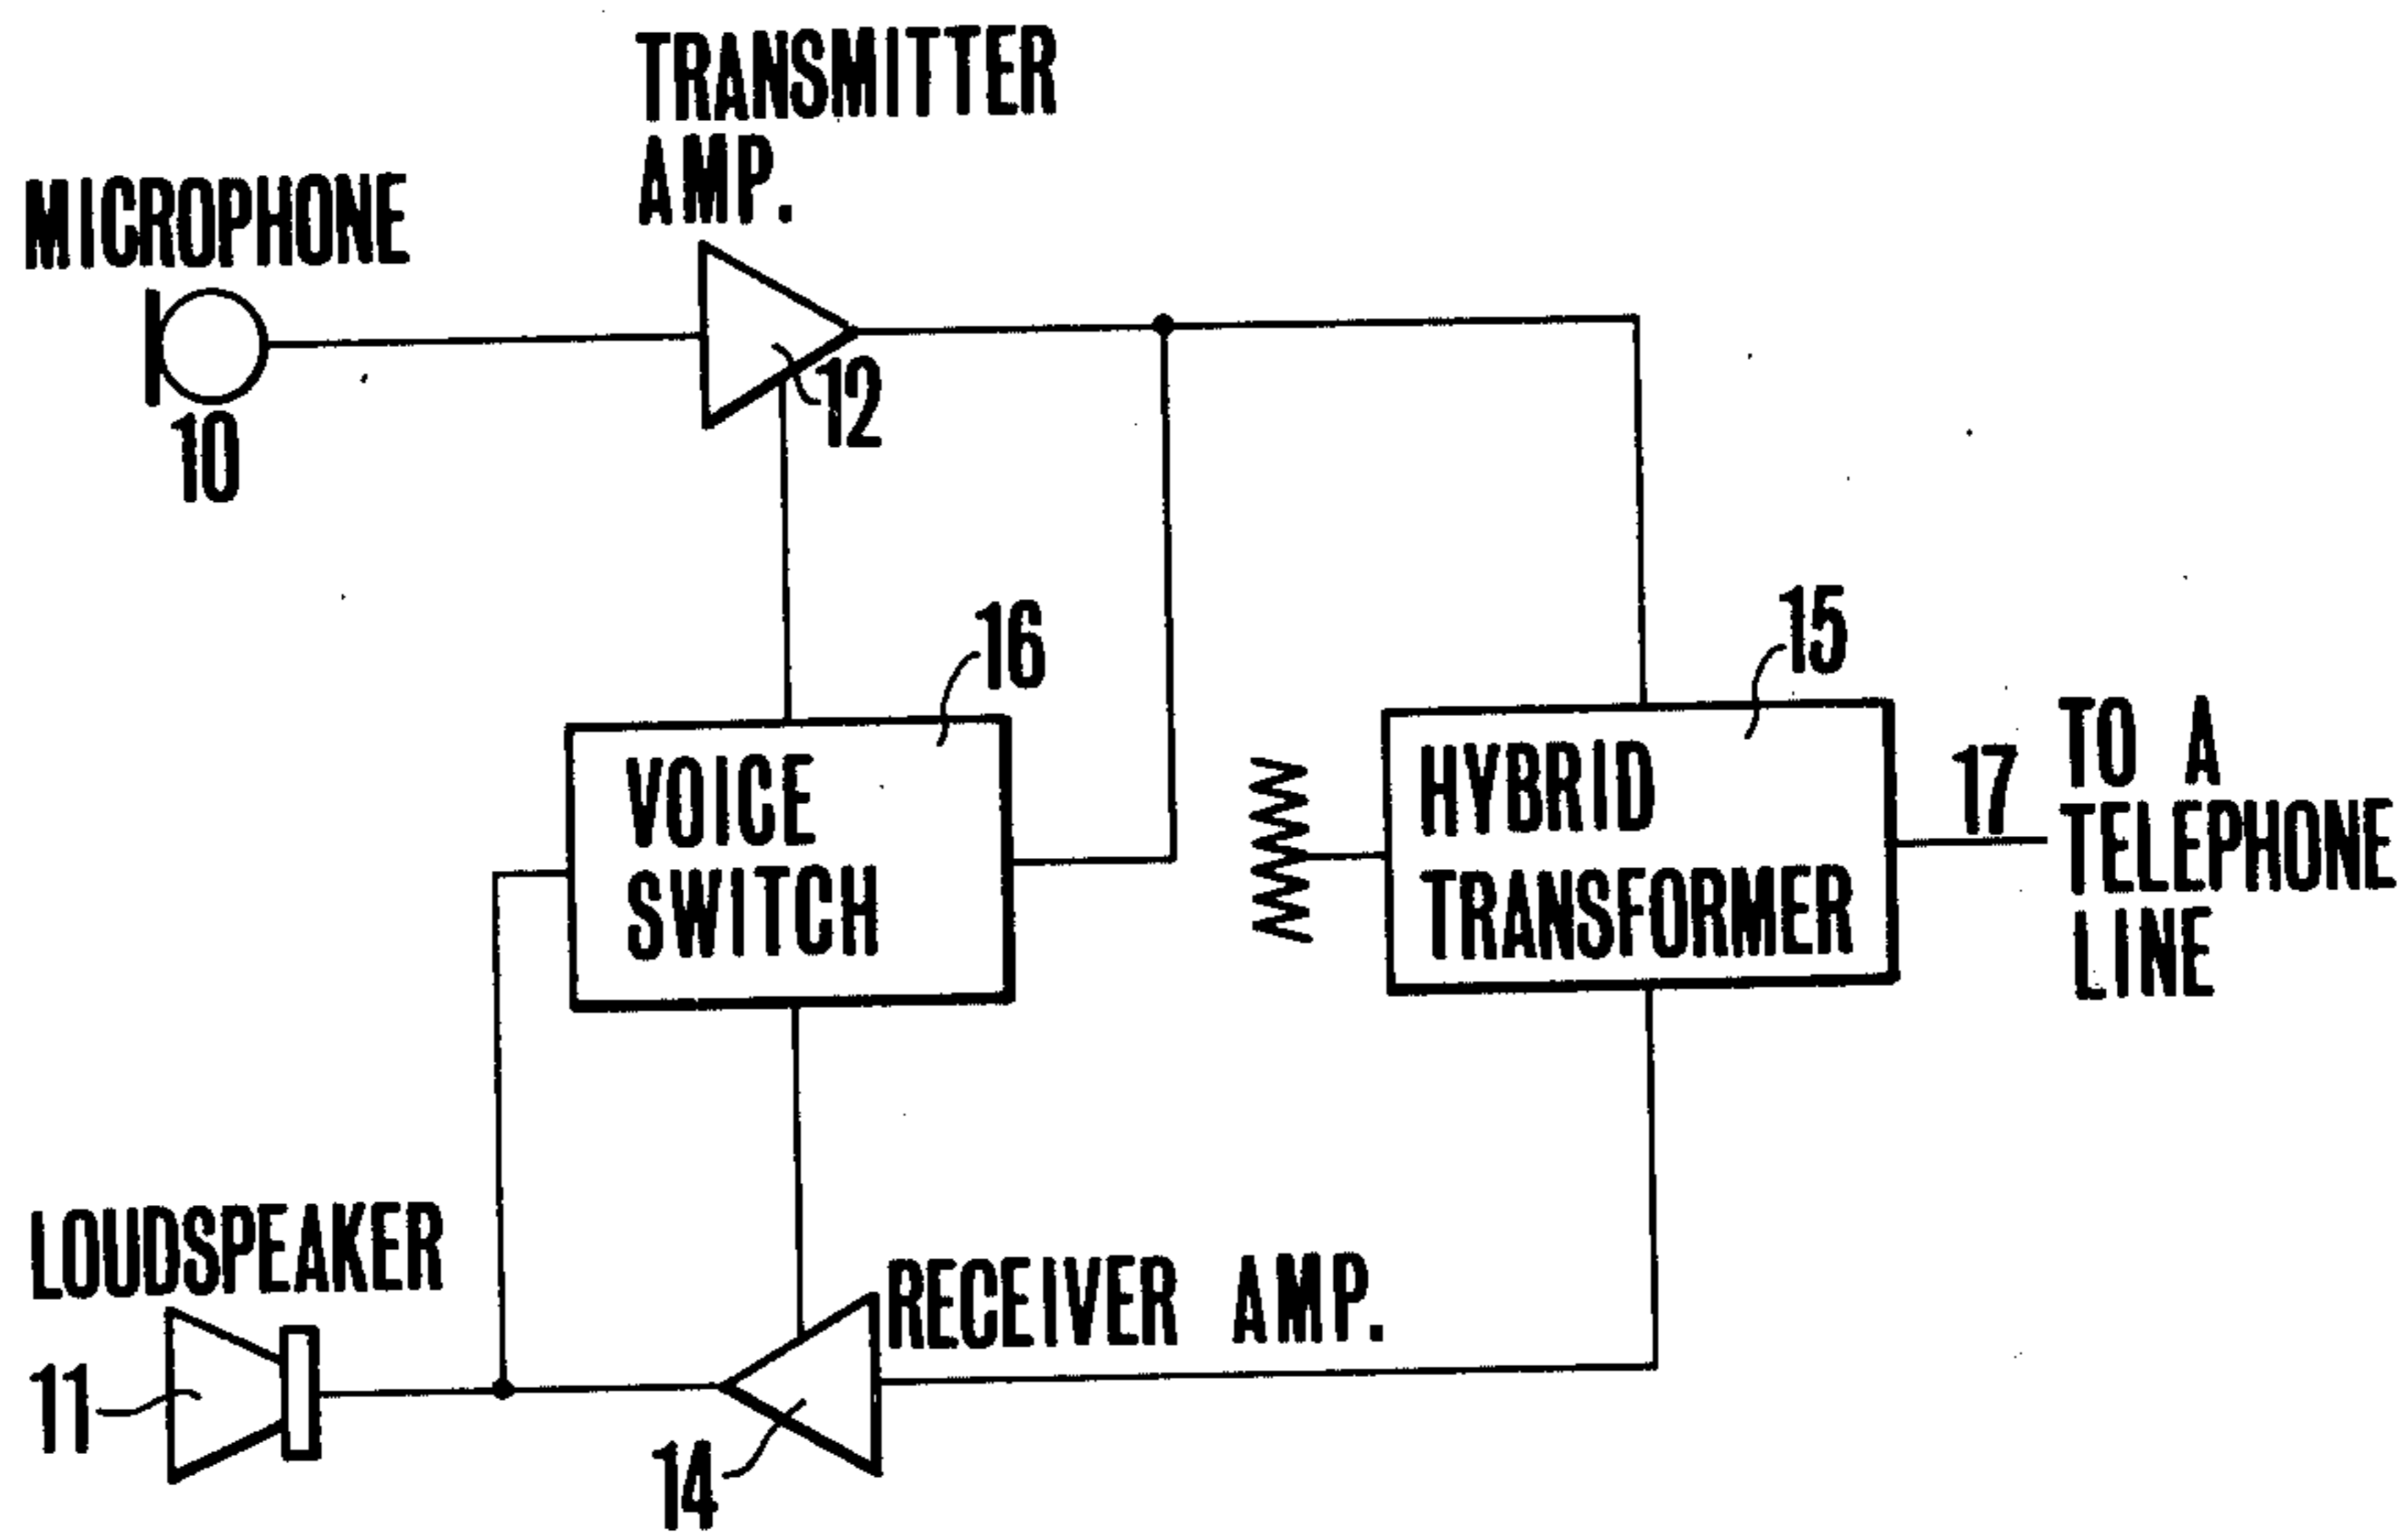 TRANSMITTER
AMP.
MICROPHONE
12
10
16
15
VOICE
SWITCH
HYBRID
TRANSFORMER
17
TO A
TELEPHONE
LINE
LOUDSPEAKER
RECEIVER AMP.
11
14